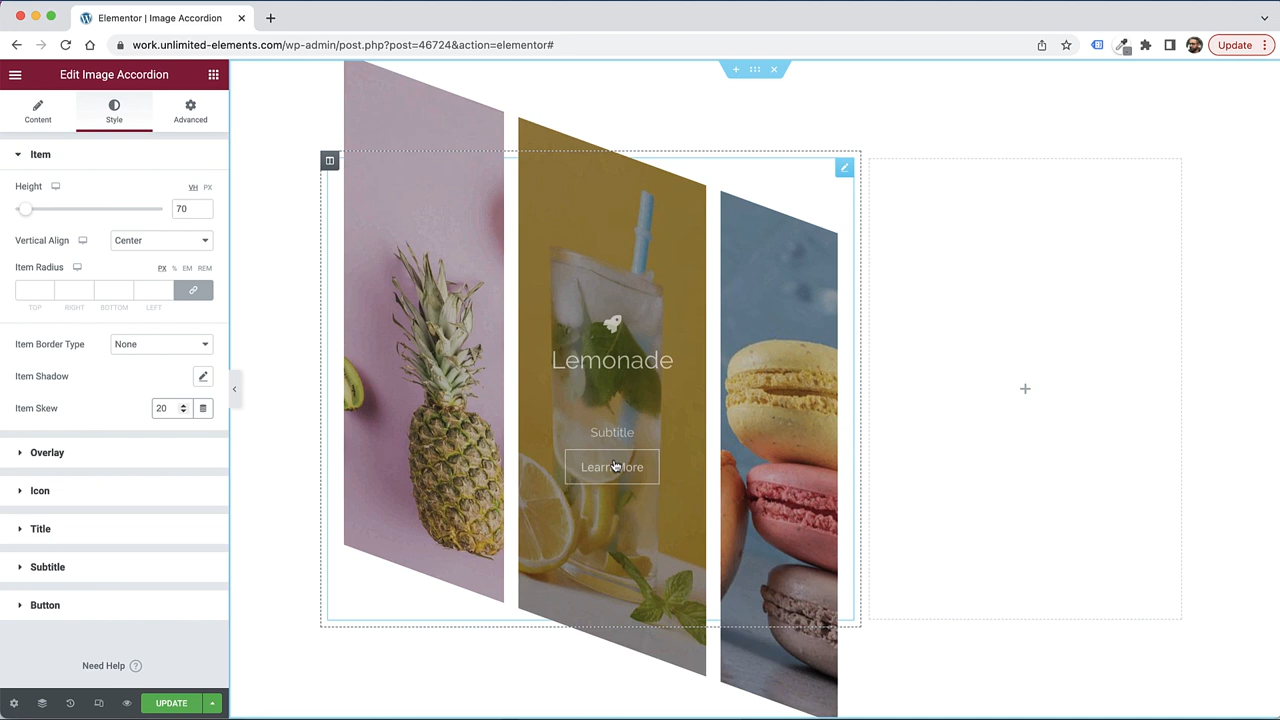 Elementor | Image Accordion
work.unlimited-elements.com/wp-admin/post.php?post=46724&action=elementor#
Update
Edit Image Accordion
Content
Style
Advanced
Item
Height
VH PX
70
Vertical Align
Center
Item Radius
PX % EM REM
TOP RIGHT BOTTOM LEFT
Item Border Type
None
Item Shadow
Item Skew
20
Overlay
Icon
Title
Subtitle
Button
Need Help
?
UPDATE
Lemonade
Subtitle
Learn More